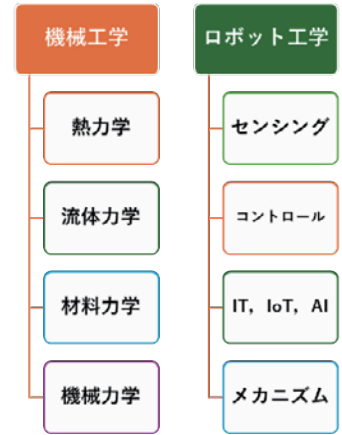 機械工学
熱力学
流体力学
材料力学
機械力学
ロボット工学
センシング
コントロール
IT, IoT, AI
メカニズム